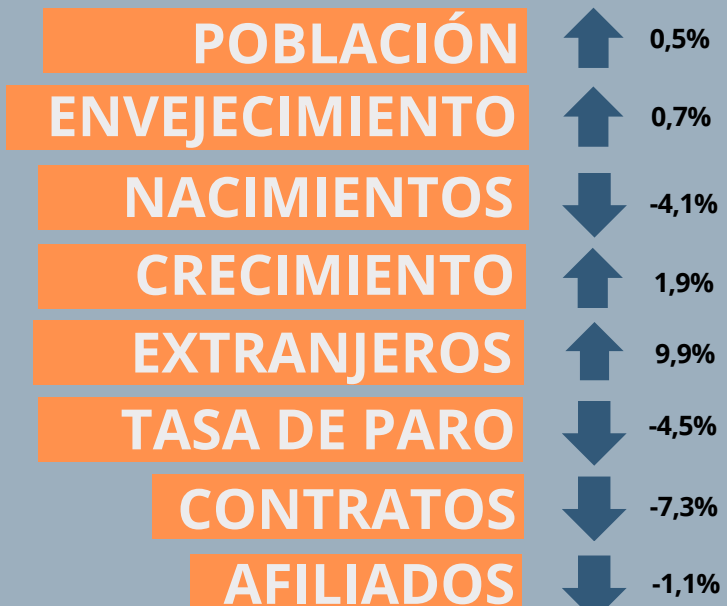 POBLACIÓN 0,5%
ENVEJECIMIENTO 0,7%
NACIMIENTOS -4,1%
CRECIMIENTO 1,9%
EXTRANJEROS 9,9%
TASA DE PARO -4,5%
CONTRATOS -7,3%
AFILIADOS -1,1%